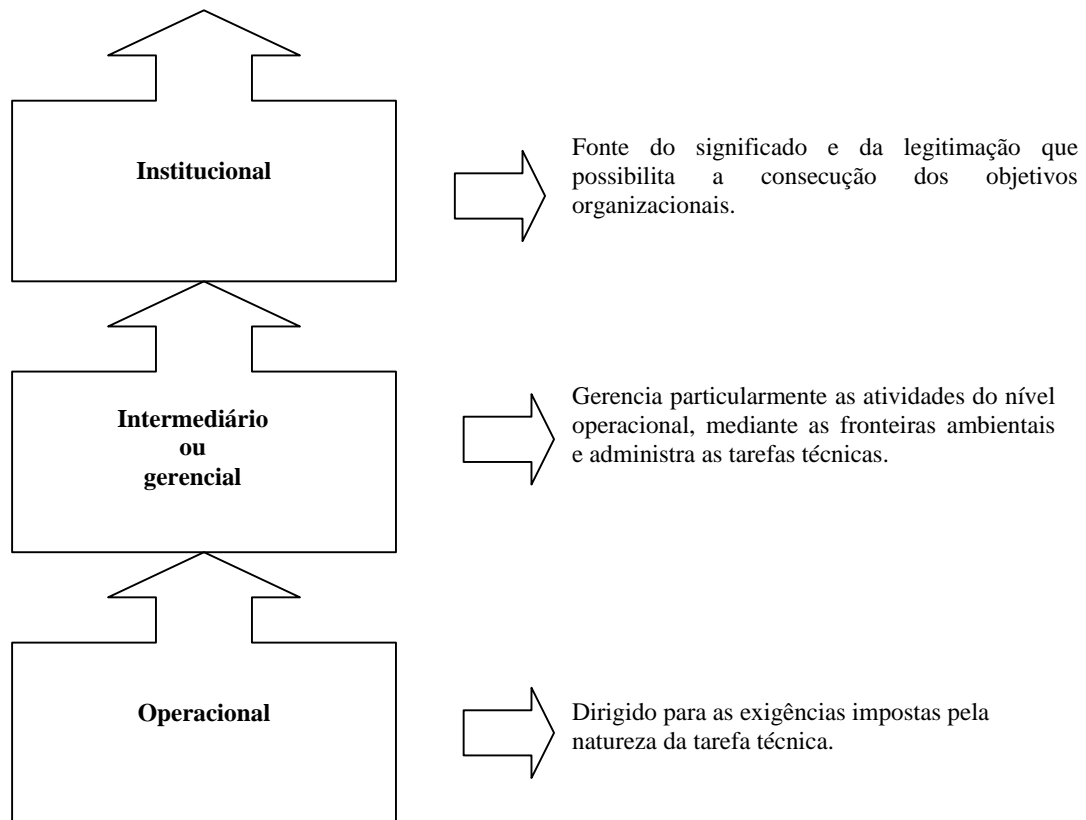 Institucional
Fonte do significado e da legitimação que
possibilita a consecução dos objetivos
organizacionais.
Intermediário
ou
gerencial
Gerencia particularmente as atividades do nível
operacional, mediante as fronteiras ambientais
e administra as tarefas técnicas.
Operacional
Dirigido para as exigências impostas pela
natureza da tarefa técnica.